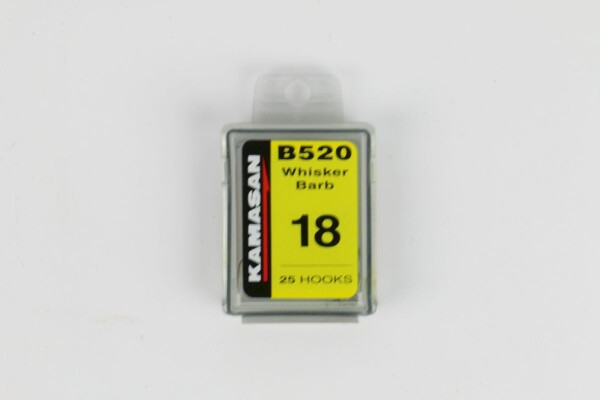 KAMASAN
B520
Whisker
Barb
18
25 HOOKS